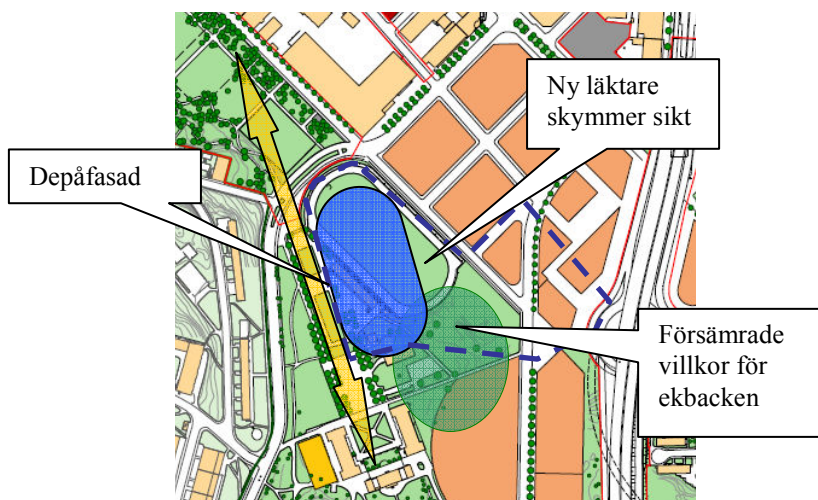 Ny läktare
skymmer sikt
Depåfasad
Försämrade
villkor för
ekbacken